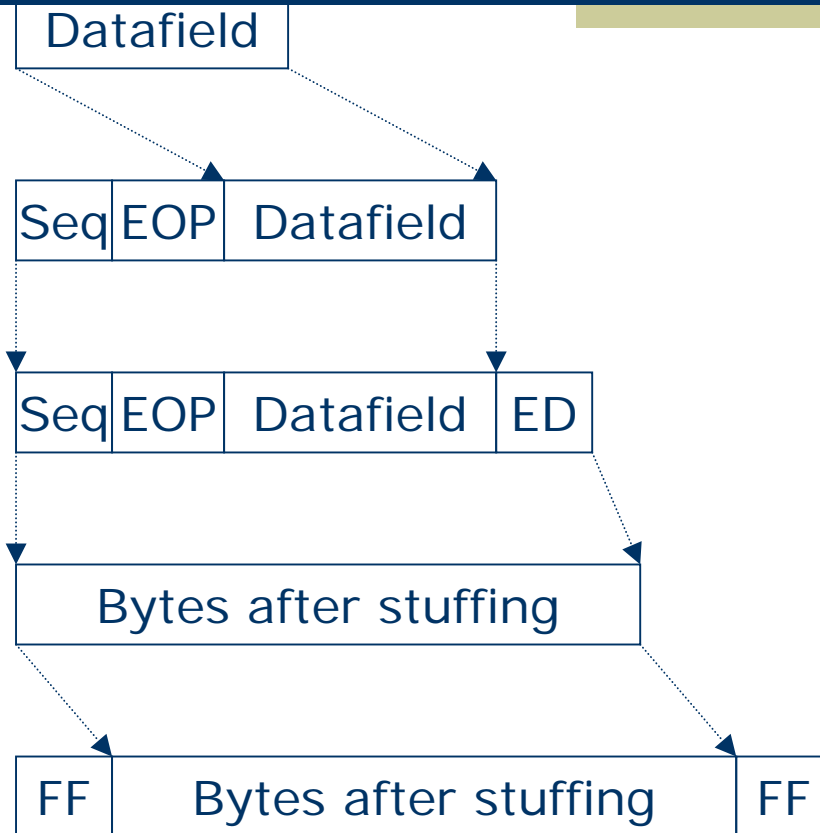 Datafield
Seq EOP Datafield
Seq EOP Datafield ED
Bytes after stuffing
FF Bytes after stuffing FF